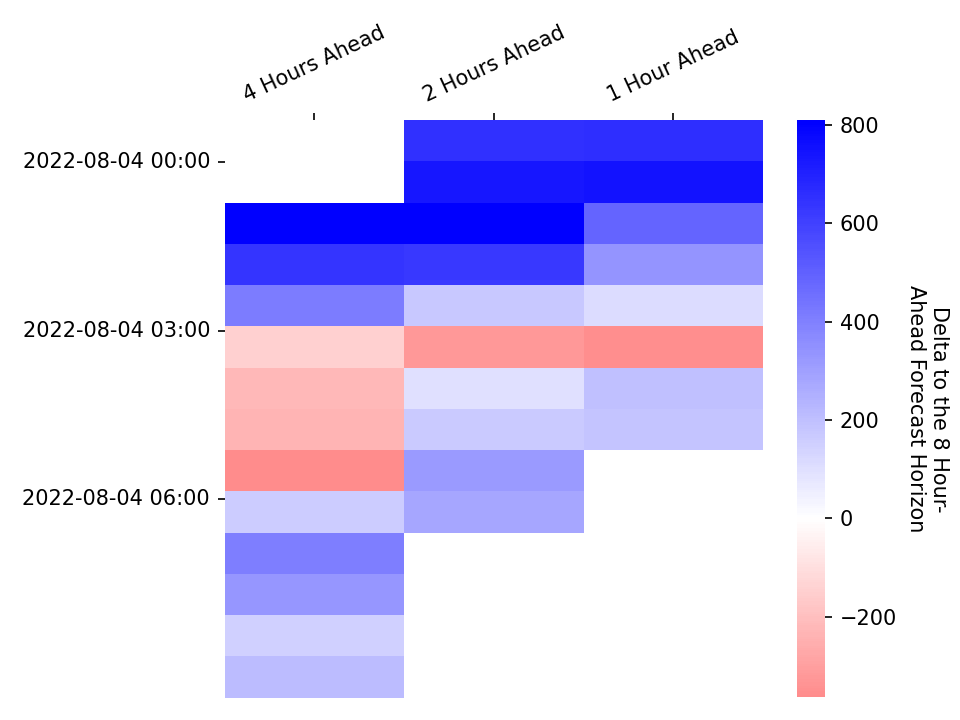 4 Hours Ahead
2 Hours Ahead
1 Hour Ahead
2022-08-04 00:00
2022-08-04 03:00
2022-08-04 06:00
800
600
400
200
0
−200
Delta to the 8 Hour-
Ahead Forecast Horizon